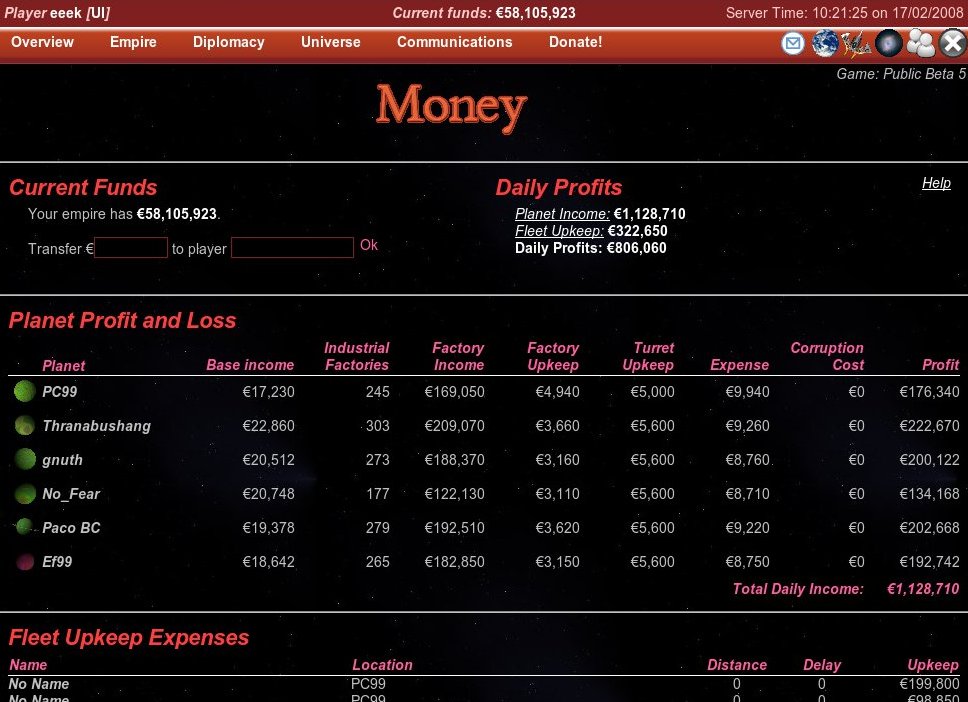 Player eeek [UI] Current funds: €58,105,923 Server Time: 10:21:25 on 17/02/2008
Overview Empire Diplomacy Universe Communications Donate!
Game: Public Beta 5
Money
Current Funds Daily Profits Help
Your empire has €58,105,923. Planet Income: €1,128,710
Fleet Upkeep: €322,650
Transfer € to player Ok Daily Profits: €806,060
Planet Profit and Loss
Planet Base income Industrial Factories Factory Income Factory Upkeep Turret Upkeep Expense Corruption Cost Profit
PC99 €17,230 245 €169,050 €4,940 €5,000 €9,940 €0 €176,340
Thranabushang €22,860 303 €209,070 €3,660 €5,600 €9,260 €0 €222,670
gnuth €20,512 273 €188,370 €3,160 €5,600 €8,760 €0 €200,122
No_Fear €20,748 177 €122,130 €3,110 €5,600 €8,710 €0 €134,168
Paco BC €19,378 279 €192,510 €3,620 €5,600 €9,220 €0 €202,668
Ef99 €18,642 265 €182,850 €3,150 €5,600 €8,750 €0 €192,742
Total Daily Income: €1,128,710
Fleet Upkeep Expenses
Name Location Distance Delay Upkeep
No Name PC99 0 0 €199,800
No Name PC99 0 0 €98,850